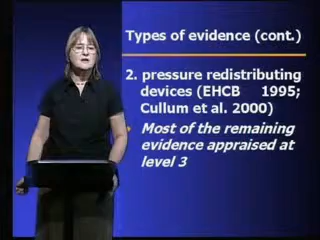 Types of evidence (cont.)
2. pressure redistributing
devices (EHCB 1995;
Cullum et al. 2000)
Most of the remaining
evidence appraised at
level 3